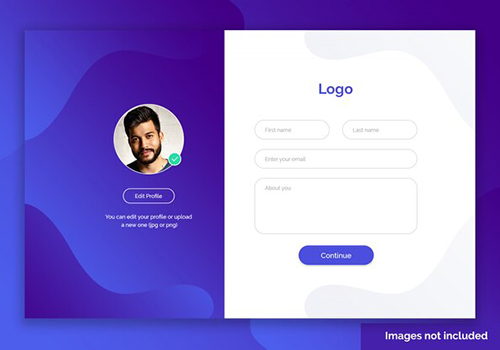 Logo
First name
Last name
Enter your email
About you
Edit Profile
You can edit your profile or upload
a new one (jpg or png)
Continue
Images not included